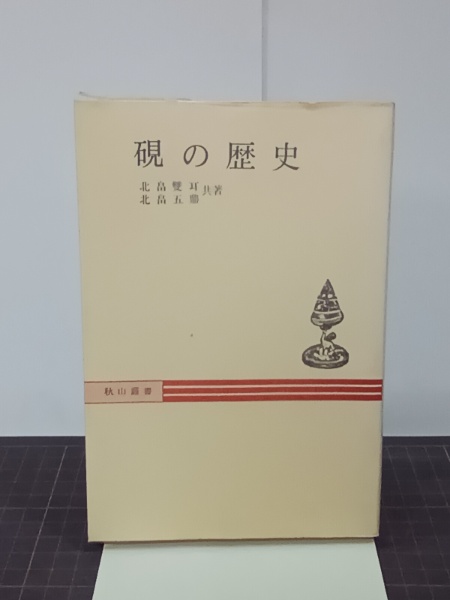 硯の歴史
北畠雙耳
北畠五鼎
共著
秋山叢書